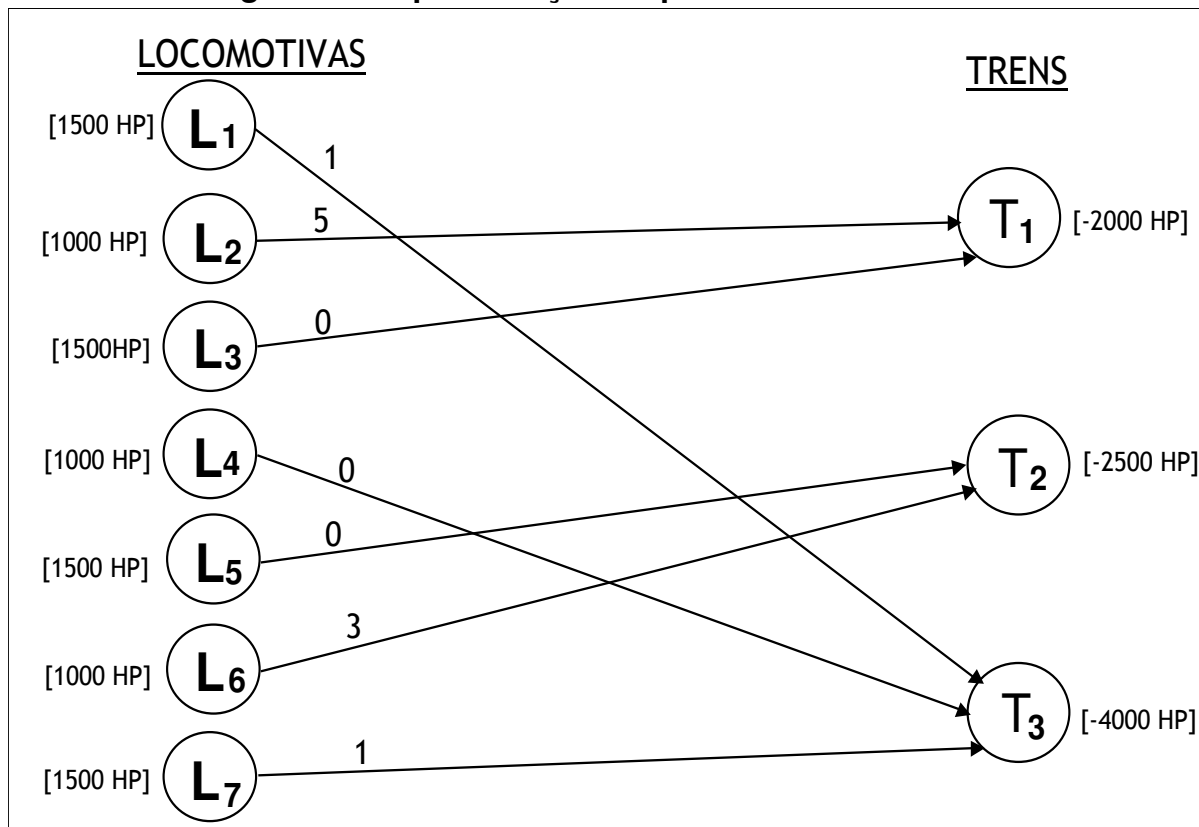 LOCOMOTIVAS
TRENS
[1500 HP] L1
1
[1000 HP] L2
5
T1 [-2000 HP]
[1500HP] L3
0
[1000 HP] L4
0
T2 [-2500 HP]
[1500 HP] L5
0
[1000 HP] L6
3
T3 [-4000 HP]
[1500 HP] L7
1